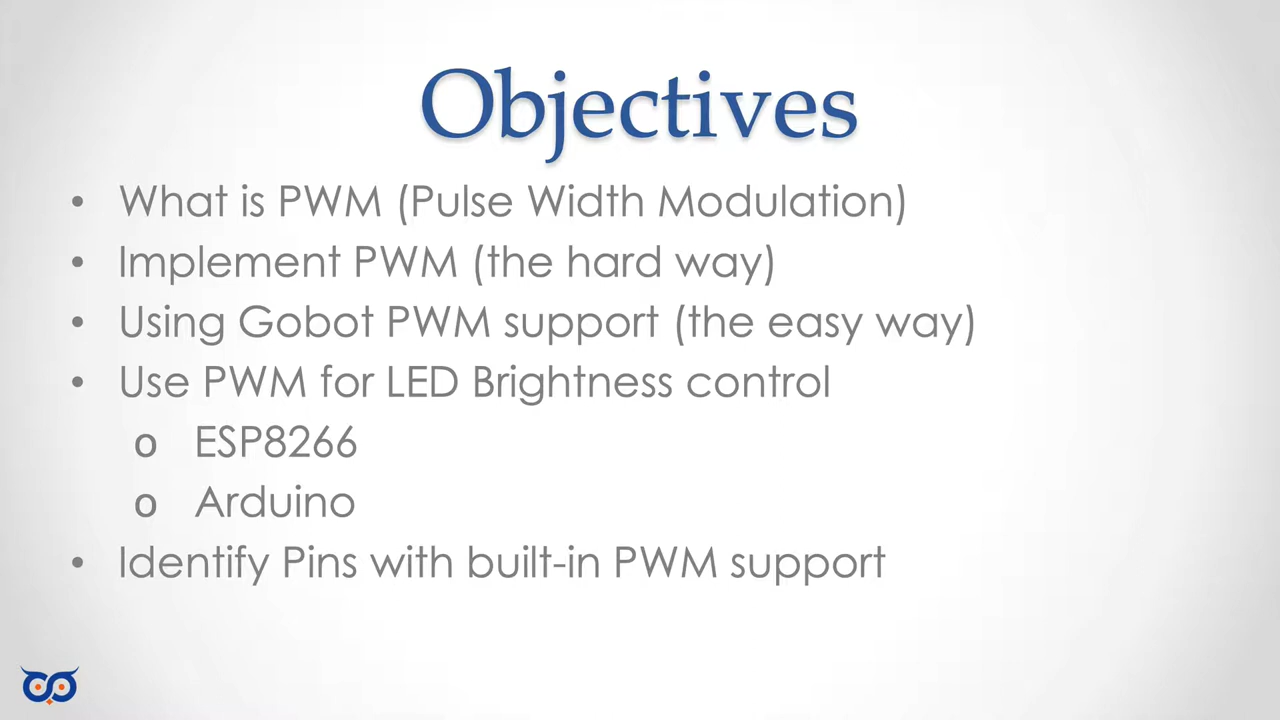 Objectives
• What is PWM (Pulse Width Modulation)
• Implement PWM (the hard way)
• Using Gobot PWM support (the easy way)
• Use PWM for LED Brightness control
o ESP8266
o Arduino
• Identify Pins with built-in PWM support